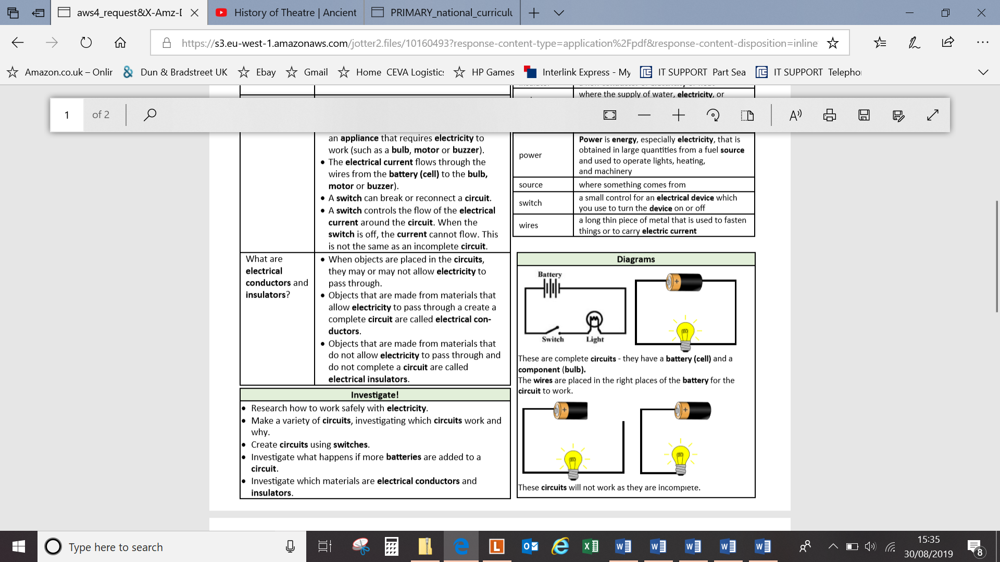 aws4_request&X-Amz-D
History of Theatre | Ancient
PRIMARY_national_curriculu
https://s3.eu-west-1.amazonaws.com/jotter2.files/10160493?response-content-type=application%2Fpdf&response-content-disposition=inline
Amazon.co.uk – Onlir
Dun & Bradstreet UK
Ebay
Gmail
Home CEVA Logistics
HP Games
Interlink Express - My
IT SUPPORT Part Sea
IT SUPPORT Telephor
where the supply of water, electricity, or
1 of 2
an appliance that requires electricity to
work (such as a bulb, motor or buzzer).
• The electrical current flows through the
wires from the battery (cell) to the bulb,
motor or buzzer).
• A switch can break or reconnect a circuit.
• A switch controls the flow of the electrical
current around the circuit. When the
switch is off, the current cannot flow. This
is not the same as an incomplete circuit.
What are
electrical
conductors and
insulators?
• When objects are placed in the circuits,
they may or may not allow electricity to
pass through.
• Objects that are made from materials that
allow electricity to pass through a create a
complete circuit are called electrical con-
ductors.
• Objects that are made from materials that
do not allow electricity to pass through and
do not complete a circuit are called
electrical insulators.
Investigate!
• Research how to work safely with electricity.
• Make a variety of circuits, investigating which circuits work and
why.
• Create circuits using switches.
• Investigate what happens if more batteries are added to a
circuit.
• Investigate which materials are electrical conductors and
insulators.
power
Power is energy, especially electricity, that is
obtained in large quantities from a fuel source
and used to operate lights, heating,
and machinery
source
where something comes from
switch
a small control for an electrical device which
you use to turn the device on or off
wires
a long thin piece of metal that is used to fasten
things or to carry electric current
Diagrams
Battery
Switch
Light
+
These are complete circuits - they have a battery (cell) and a
component (bulb).
The wires are placed in the right places of the battery for the
circuit to work.
+
+
These circuits will not work as they are incomplete.
Type here to search
15:35
30/08/2019
8